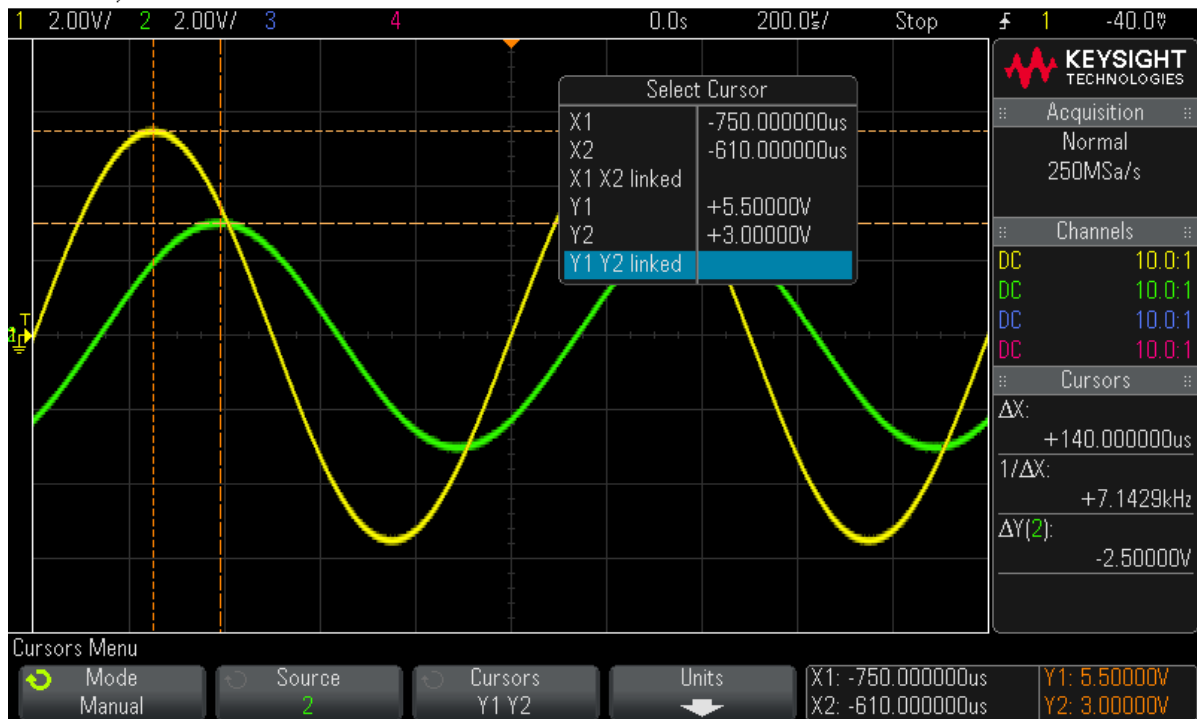 1 2.00V/ 2 2.00V/ 3 4 0.0s 200.0µs/ Stop 1 -40.0mV
KEYSIGHT
TECHNOLOGIES
Acquisition
Normal
250MSa/s
Channels
DC 10.0:1
DC 10.0:1
DC 10.0:1
DC 10.0:1
Cursors
ΔX:
+140.000000us
1/ΔX:
+7.1429kHz
ΔY(2):
-2.50000V
Select Cursor
X1 -750.000000us
X2 -610.000000us
X1 X2 linked
Y1 +5.50000V
Y2 +3.00000V
Y1 Y2 linked
T
Cursors Menu
Mode
Manual
Source
2
Cursors
Y1 Y2
Units
X1: -750.000000us
X2: -610.000000us
Y1: 5.50000V
Y2: 3.00000V